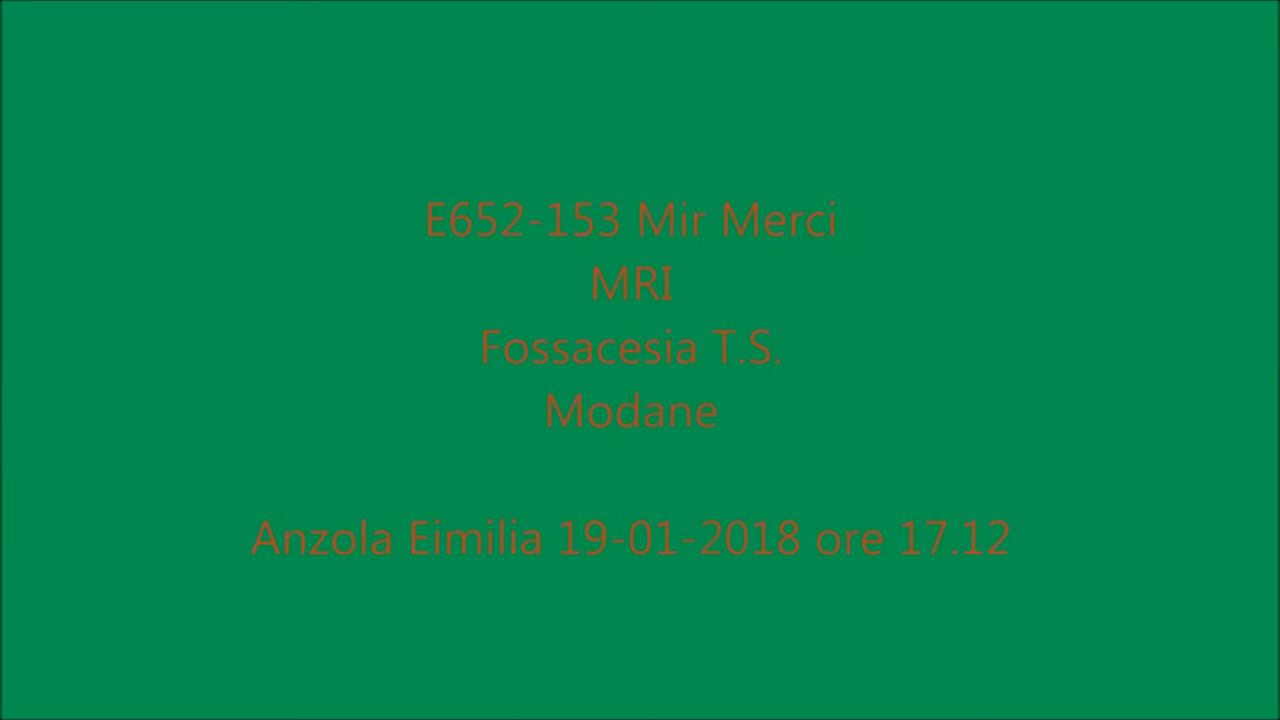 E652-153 Mir Merci
MRI
Fossacesia T.S.
Modane
Anzola Eimilia 19-01-2018 ore 17.12